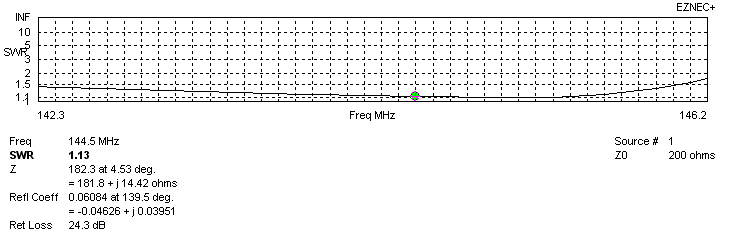 EZNEC+
INF
10
5
SWR
3
2
1.5
1.1
142.3 Freq MHz 146.2
Freq 144.5 MHz Source # 1
SWR 1.13 Z0 200 ohms
Z 182.3 at 4.53 deg.
= 181.8 + j 14.42 ohms
Refl Coeff 0.06084 at 139.5 deg.
= -0.04626 + j 0.03951
Ret Loss 24.3 dB